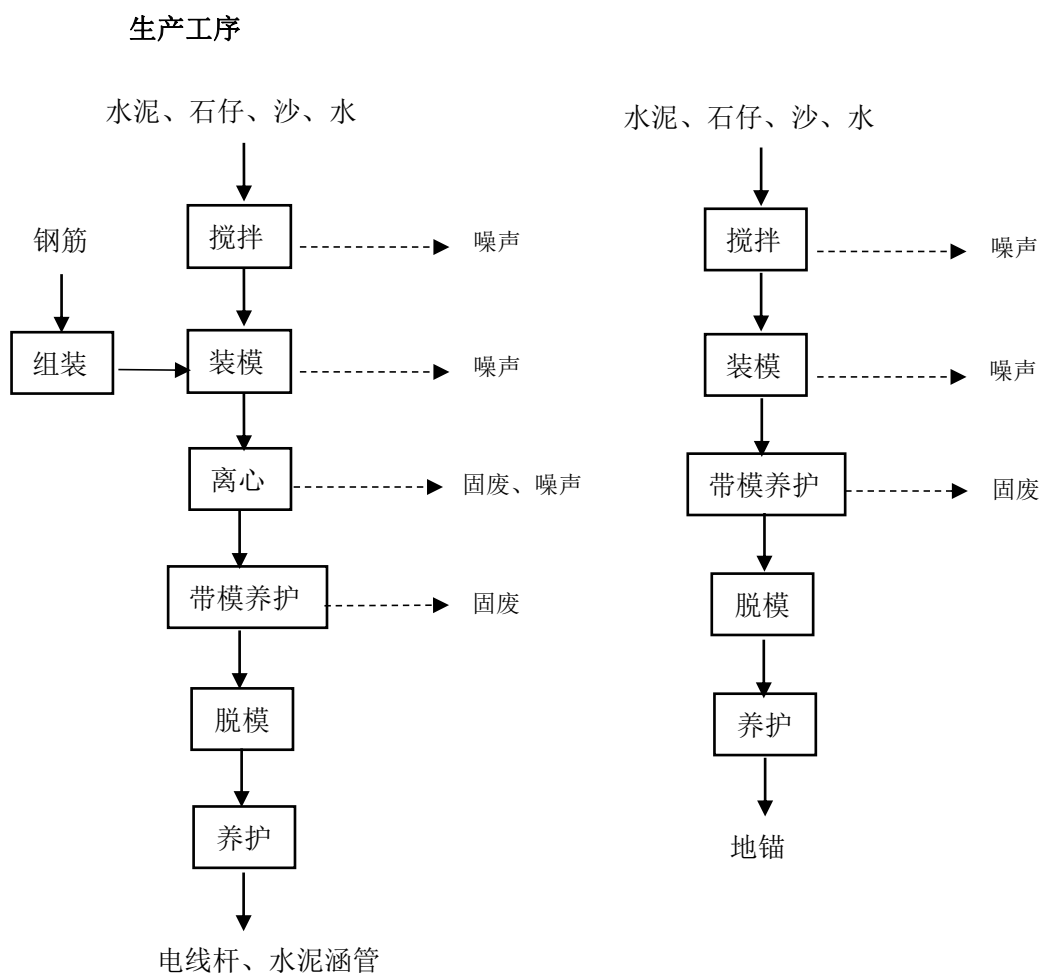 生产工序
水泥、石仔、沙、水
钢筋
搅拌
噪声
组装
装模
噪声
离心
固废、噪声
带模养护
固废
脱模
养护
电线杆、水泥涵管
水泥、石仔、沙、水
搅拌
噪声
装模
噪声
带模养护
固废
脱模
养护
地锚